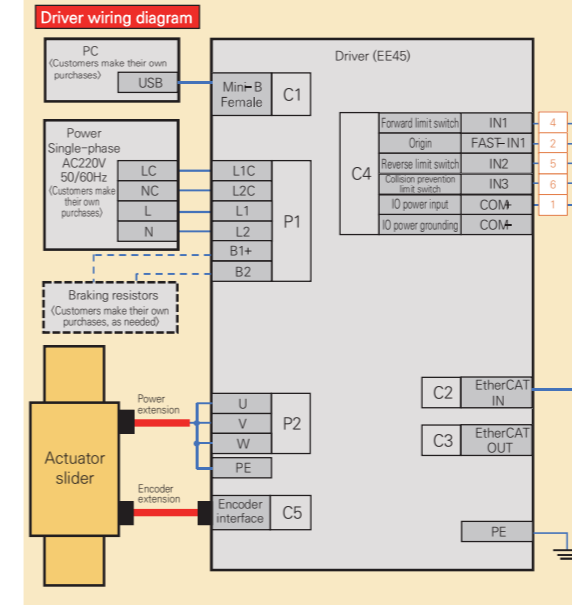 Driver wiring diagram
PC
(Customers make their own
purchases)
USB
Power
Single-phase
AC220V
50/60Hz
(Customers make
their own
purchases)
LC
NC
L
N
Braking resistors
(Customers make their own
purchases, as needed)
Driver (EE45)
Mini-B
Female
C1
L1C
L2C
L1
L2
B1+
B2
P1
C4
Forward limit switch
IN1
4
Origin
FAST-IN1
2
Reverse limit switch
IN2
5
Collision prevention
limit switch
IN3
6
IO power input
COM+
1
IO power grounding
COM-
C2
EtherCAT
IN
C3
EtherCAT
OUT
PE
Actuator
slider
Power
extension
U
V
W
P2
PE
Encoder
extension
Encoder
interface
C5